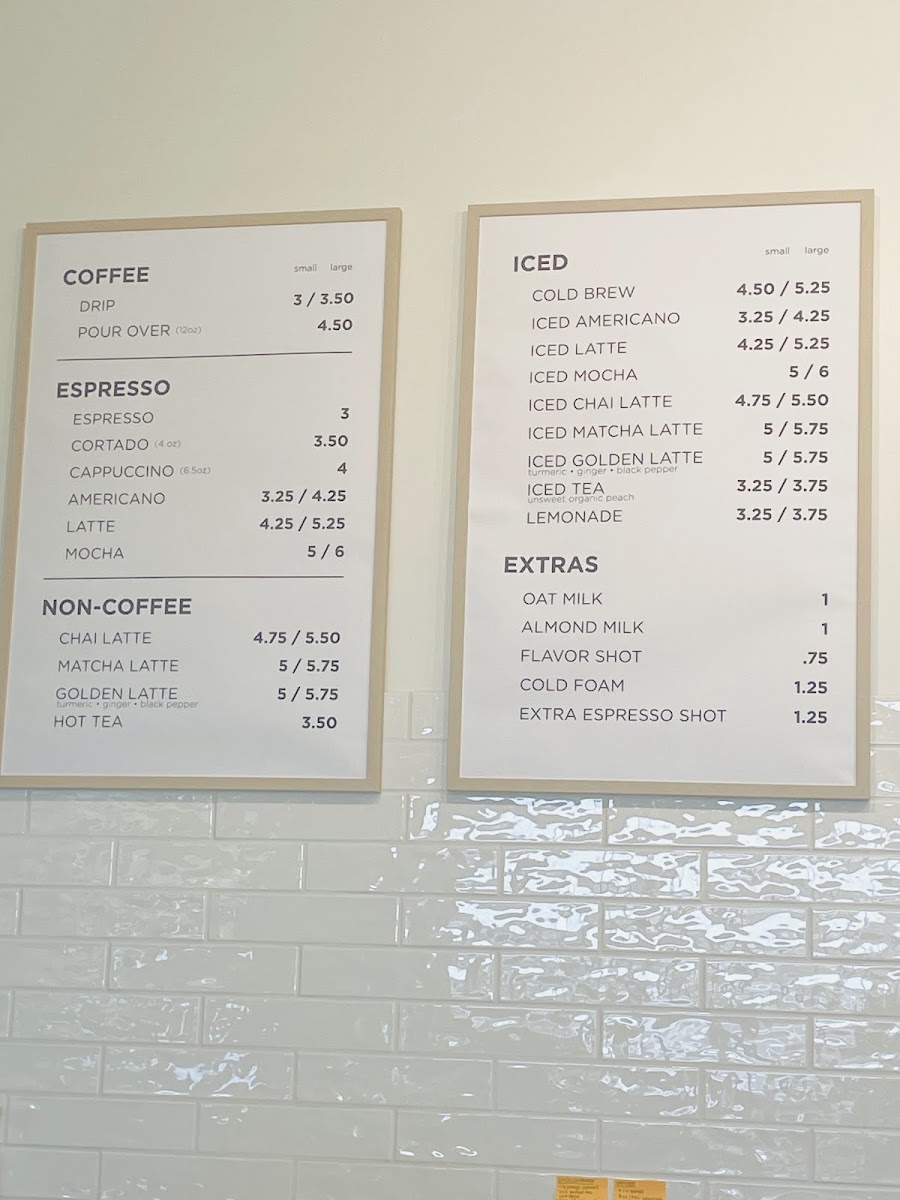 COFFEE small large
DRIP 3 / 3.50
POUR OVER (12oz) 4.50
ESPRESSO
ESPRESSO 3
CORTADO (4 oz) 3.50
CAPPUCCINO (6.5oz) 4
AMERICANO 3.25 / 4.25
LATTE 4.25 / 5.25
MOCHA 5 / 6
NON-COFFEE
CHAI LATTE 4.75 / 5.50
MATCHA LATTE 5 / 5.75
GOLDEN LATTE 5 / 5.75
turmeric • ginger • black pepper
HOT TEA 3.50
ICED small large
COLD BREW 4.50 / 5.25
ICED AMERICANO 3.25 / 4.25
ICED LATTE 4.25 / 5.25
ICED MOCHA 5 / 6
ICED CHAI LATTE 4.75 / 5.50
ICED MATCHA LATTE 5 / 5.75
ICED GOLDEN LATTE 5 / 5.75
turmeric • ginger • black pepper
ICED TEA 3.25 / 3.75
unsweet organic peach
LEMONADE 3.25 / 3.75
EXTRAS
OAT MILK 1
ALMOND MILK 1
FLAVOR SHOT .75
COLD FOAM 1.25
EXTRA ESPRESSO SHOT 1.25